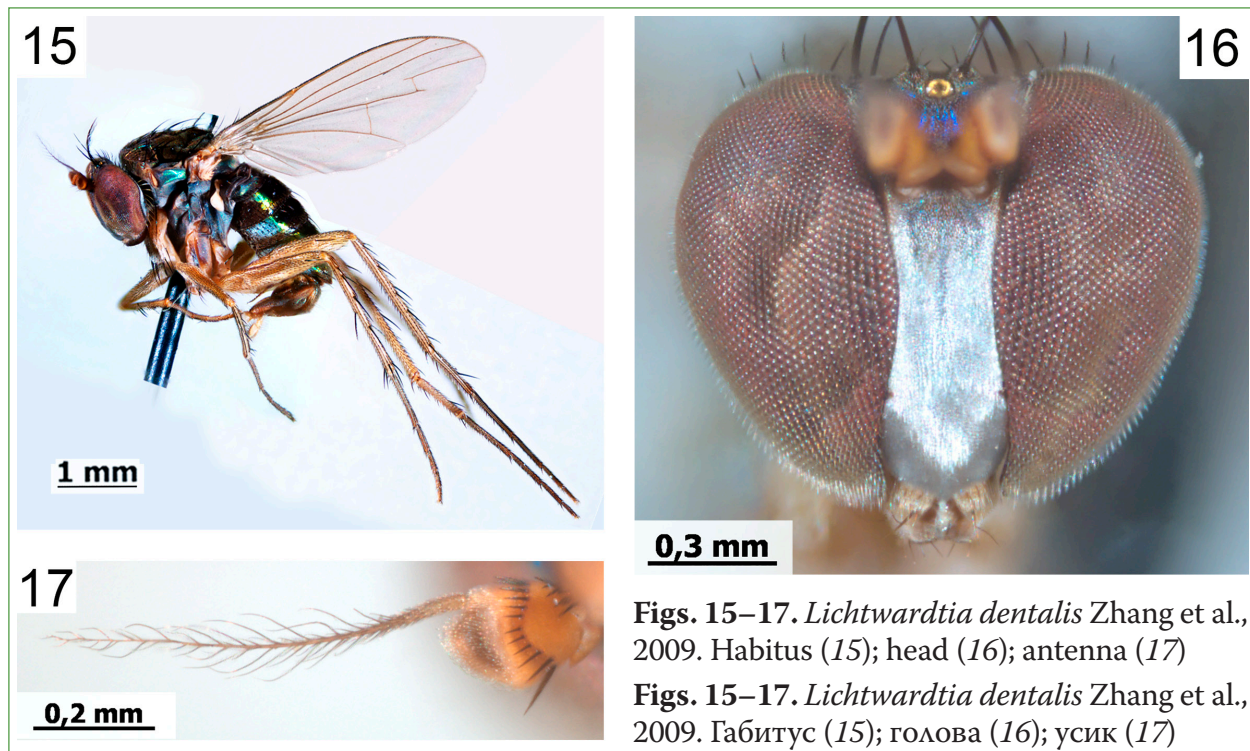 15
1 mm
16
0,3 mm
17
0,2 mm
Figs. 15–17. Lichtwardtia dentalis Zhang et al.,
2009. Habitus (15); head (16); antenna (17)
Figs. 15–17. Lichtwardtia dentalis Zhang et al.,
2009. Габитус (15); голова (16); усик (17)